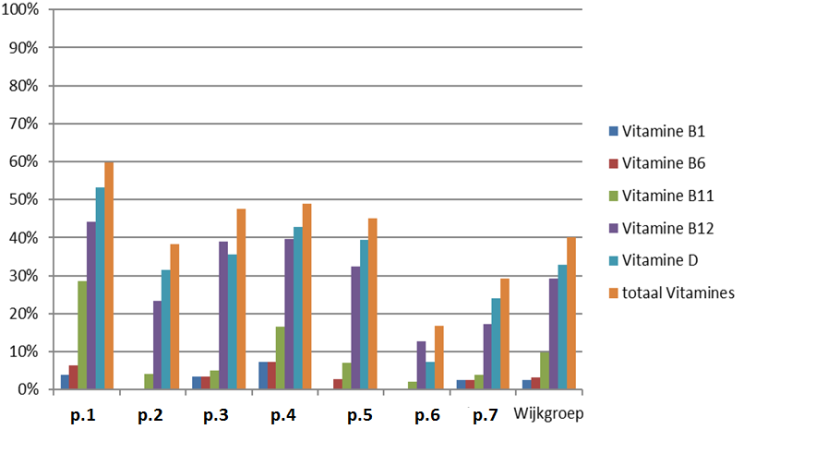 100%
90%
80%
70%
60%
50%
40%
30%
20%
10%
0%
p.1 p.2 p.3 p.4 p.5 p.6 p.7 Wijkgroep
Vitamine B1
Vitamine B6
Vitamine B11
Vitamine B12
Vitamine D
totaal Vitamines